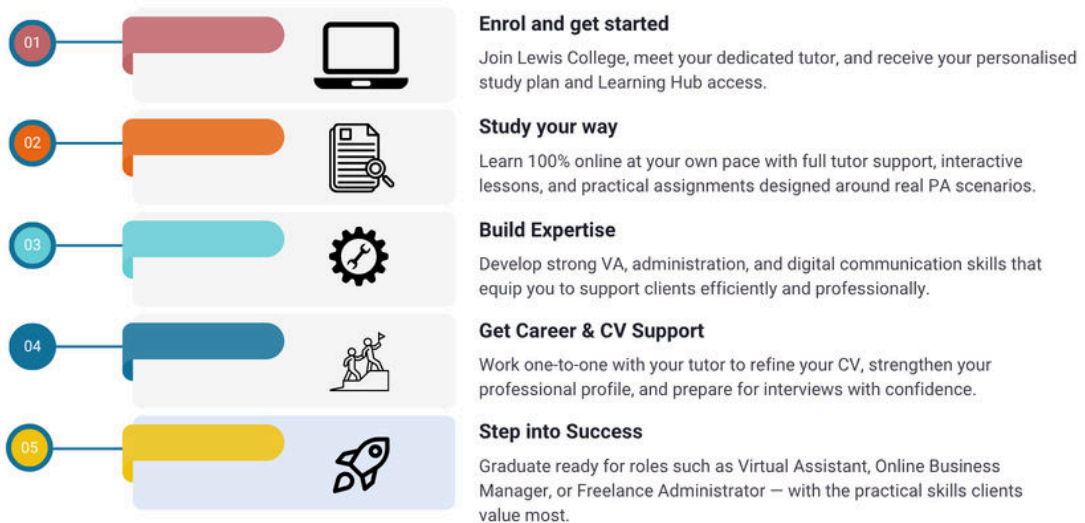 01
Enrol and get started
Join Lewis College, meet your dedicated tutor, and receive your personalised
study plan and Learning Hub access.
02
Study your way
Learn 100% online at your own pace with full tutor support, interactive
lessons, and practical assignments designed around real PA scenarios.
03
Build Expertise
Develop strong VA, administration, and digital communication skills that
equip you to support clients efficiently and professionally.
04
Get Career & CV Support
Work one-to-one with your tutor to refine your CV, strengthen your
professional profile, and prepare for interviews with confidence.
05
Step into Success
Graduate ready for roles such as Virtual Assistant, Online Business
Manager, or Freelance Administrator — with the practical skills clients
value most.